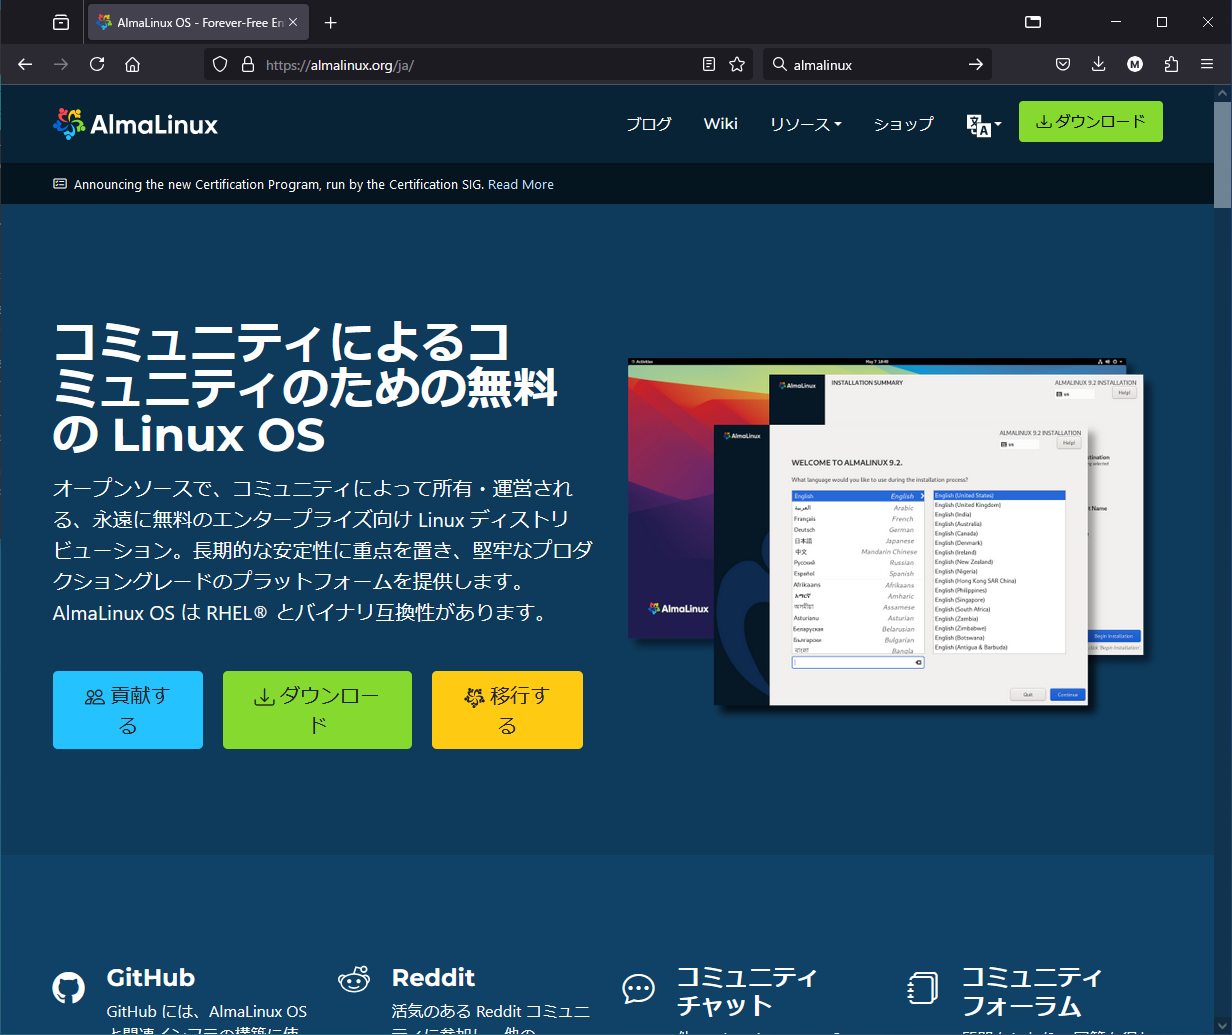 AlmaLinux OS - Forever-Free En
https://almalinux.org/ja/
almalinux
M
AlmaLinux
ブログ
Wiki
リソース
ショップ
ダウンロード
Announcing the new Certification Program, run by the Certification SIG. Read More
コミュニティによるコ
ミュニティのための無料
の Linux OS
オープンソースで、コミュニティによって所有・運営され
る、永遠に無料のエンタープライズ向け Linux ディストリ
ビューション。長期的な安定性に重点を置き、堅牢なプロダ
クショングレードのプラットフォームを提供します。
AlmaLinux OS は RHEL® とバイナリ互換性があります。
貢献す
る
ダウンロー
ド
移行す
る
Activities
May 7 18:40
AlmaLinux
INSTALLATION SUMMARY
ALMALINUX 9.2 INSTALLATION
us
Help!
AlmaLinux
ALMALINUX 9.2 INSTALLATION
us
Help!
WELCOME TO ALMALINUX 9.2.
What language would you like to use during the installation process?
English English
العربية Arabic
Français French
Deutsch German
日本語 Japanese
中文 Mandarin Chinese
Русский Russian
Español Spanish
Afrikaans Afrikaans
አማርኛ Amharic
অসমীয়া Assamese
Asturianu Asturian
Беларуская Belarusian
Български Bulgarian
বাংলা Bangla
English (United States)
English (United Kingdom)
English (India)
English (Australia)
English (Canada)
English (Denmark)
English (Ireland)
English (New Zealand)
English (Nigeria)
English (Hong Kong SAR China)
English (Philippines)
English (Singapore)
English (South Africa)
English (Zambia)
English (Zimbabwe)
English (Botswana)
English (Antigua & Barbuda)
Quit
Continue
AlmaLinux
Begin Installation
GitHub
GitHub には、AlmaLinux OS
Reddit
活気のある Reddit コミュニ
コミュニティ
チャット
コミュニティ
フォーラム